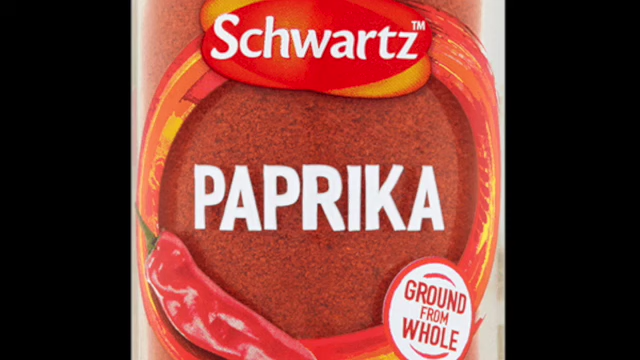 Schwartz™
PAPRIKA
GROUND
FROM
WHOLE